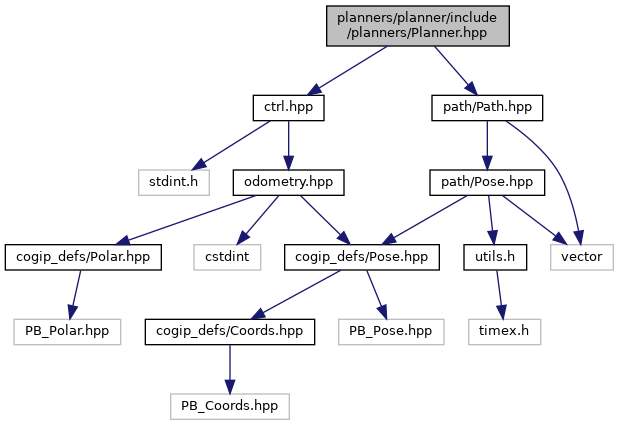 planners/planner/include
/planners/Planner.hpp
ctrl.hpp
path/Path.hpp
stdint.h
odometry.hpp
path/Pose.hpp
cogip_defs/Polar.hpp
cstdint
cogip_defs/Pose.hpp
utils.h
vector
PB_Polar.hpp
cogip_defs/Coords.hpp
PB_Pose.hpp
timex.h
PB_Coords.hpp